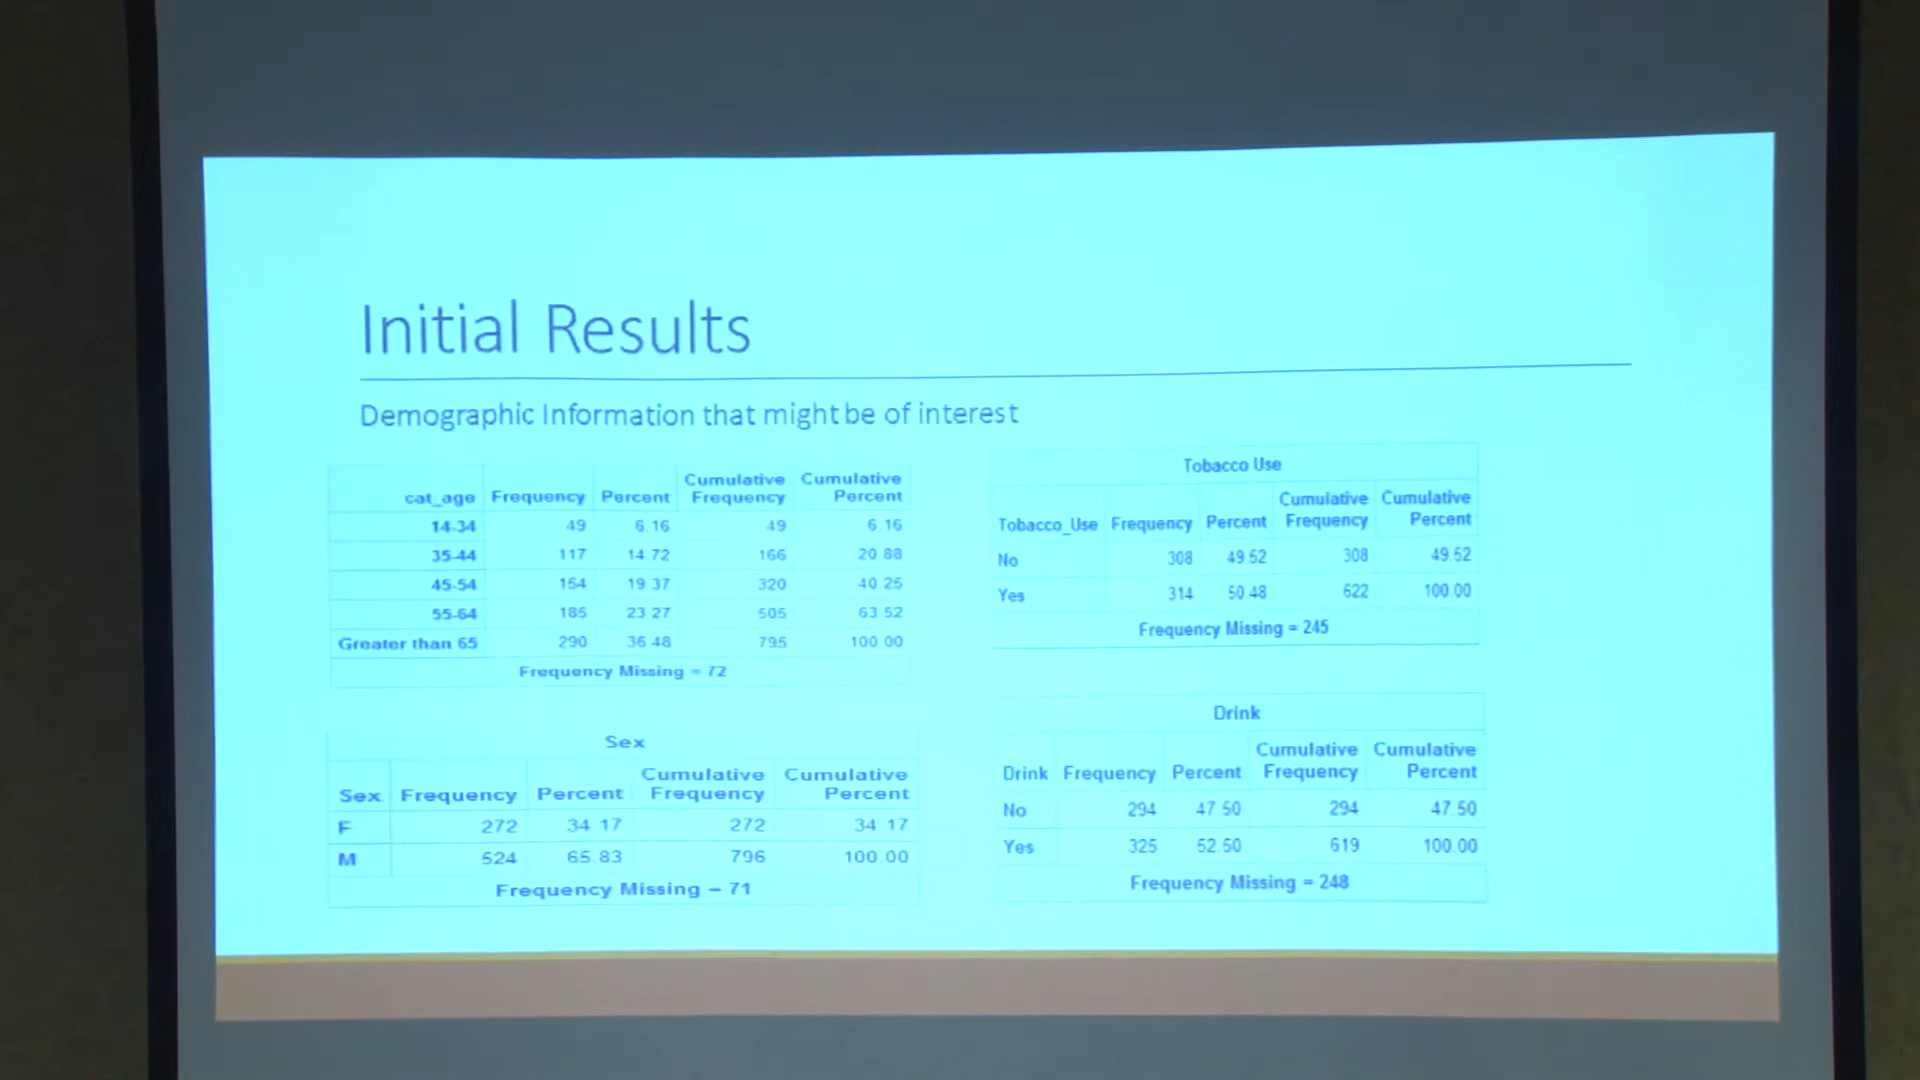 Initial Results
Demographic Information that might be of interest
cat_age Frequency Percent Cumulative Frequency Cumulative Percent
14-34 49 6.16 49 6 16
35-44 117 14 72 166 20 88
45-54 154 19 37 320 40 25
55-64 185 23 27 505 63 52
Greater than 65 290 36 48 795 100 00
Frequency Missing = 72
Sex
Sex Frequency Percent Cumulative Frequency Cumulative Percent
F 272 34 17 272 34 17
M 524 65.83 796 100 00
Frequency Missing = 71
Tobacco Use
Tobacco_Use Frequency Percent Cumulative Frequency Cumulative Percent
No 308 49.52 308 49.52
Yes 314 50.48 622 100.00
Frequency Missing = 245
Drink
Drink Frequency Percent Cumulative Frequency Cumulative Percent
No 294 47.50 294 47.50
Yes 325 52.50 619 100.00
Frequency Missing = 248